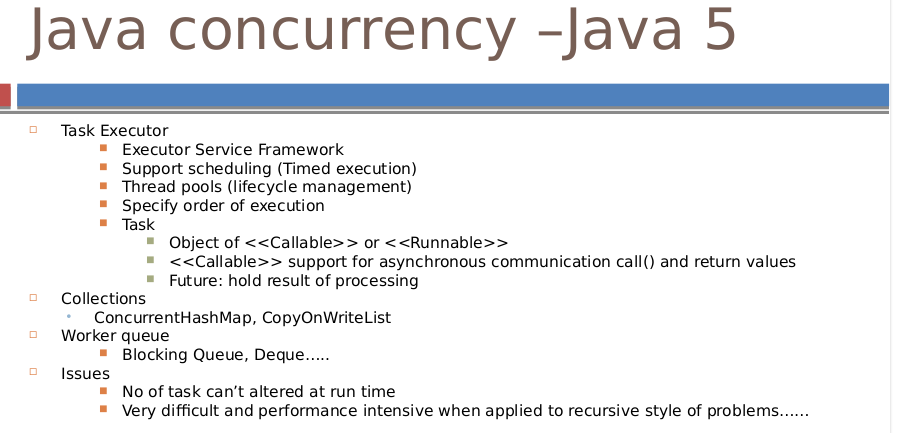 Java concurrency –Java 5
Task Executor
Executor Service Framework
Support scheduling (Timed execution)
Thread pools (lifecycle management)
Specify order of execution
Task
Object of <<Callable>> or <<Runnable>>
<<Callable>> support for asynchronous communication call() and return values
Future: hold result of processing
Collections
ConcurrentHashMap, CopyOnWriteList
Worker queue
Blocking Queue, Deque…..
Issues
No of task can’t altered at run time
Very difficult and performance intensive when applied to recursive style of problems……